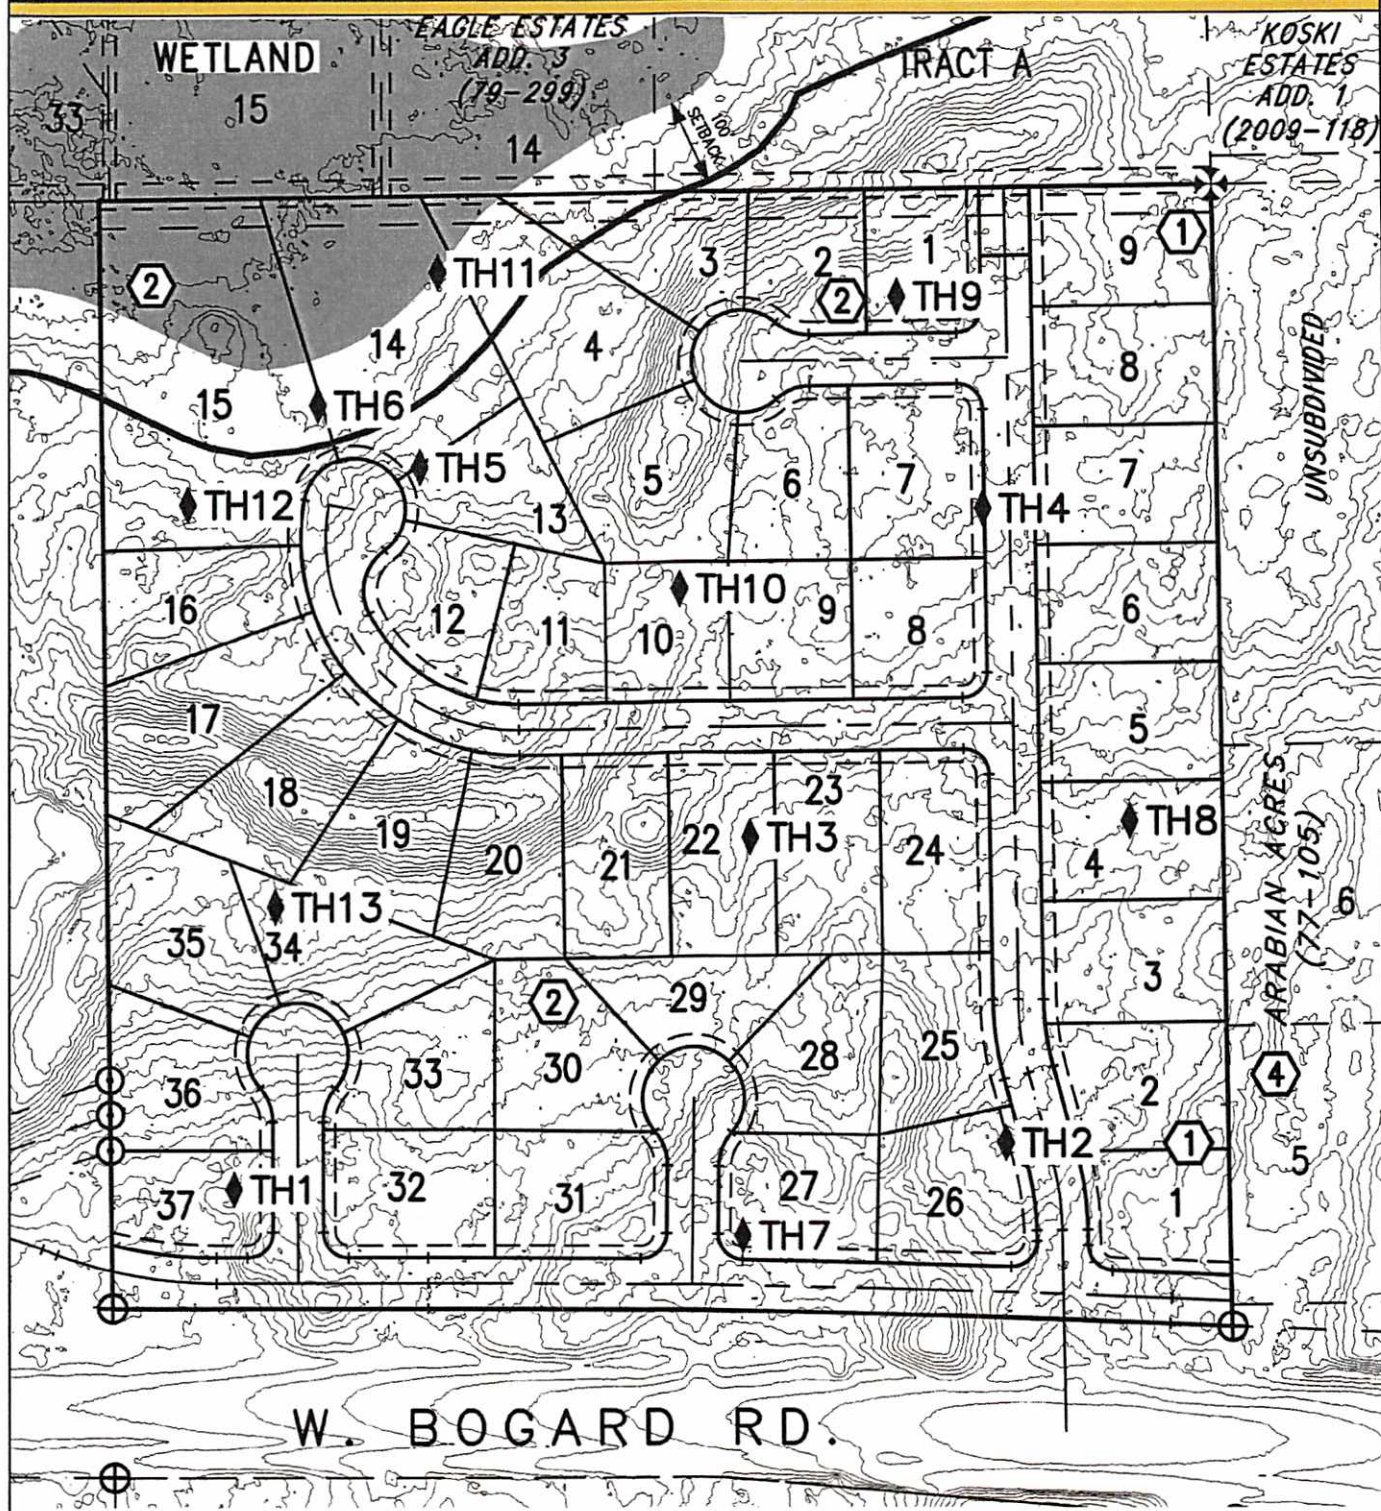 EAGLE ESTATES
ADD. 3
(79-299)
WETLAND
TRACT A
KOSKI
ESTATES
ADD. 1
(2009-118)
33
15
14
100'
SETBACK
1
9
2
3
2
1
2
TH9
TH11
14
4
8
UNSUBDIVIDED
15
TH6
TH5
5
6
7
7
TH12
13
TH4
TH10
16
12
11
10
9
8
6
17
5
18
23
19
22
TH3
TH8
20
21
24
4
ARABIAN ACRES
(77-105)
6
TH13
35
34
3
2
29
30
28
25
33
36
2
4
TH2
1
5
37
TH1
32
31
27
26
1
TH7
W. BOGARD RD.